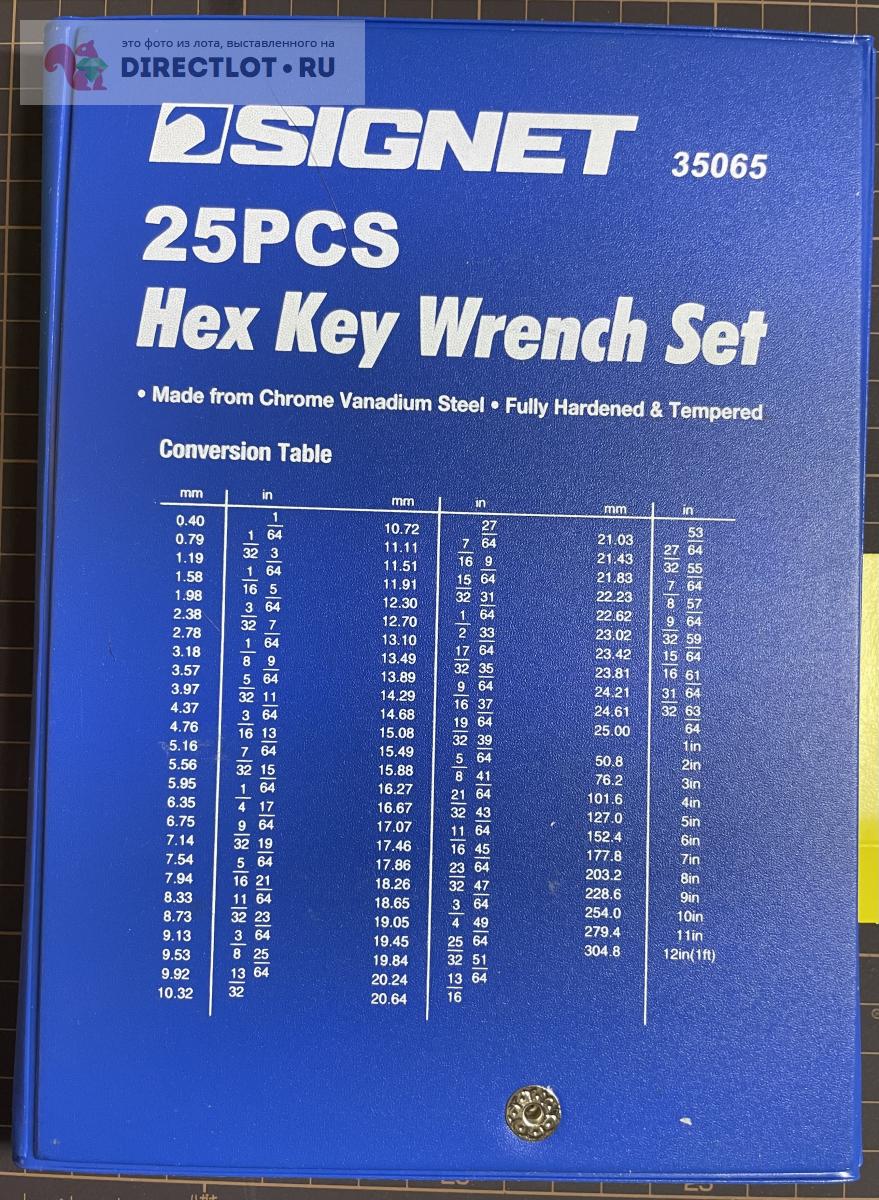 это фото из лота, выставленного на
DIRECTLOT•RU
SIGNET
35065
25PCS
Hex Key Wrench Set
• Made from Chrome Vanadium Steel • Fully Hardened & Tempered
Conversion Table
mm in
0.40 1/64
0.79 1/32
1.19 3/64
1.58 1/16
1.98 5/64
2.38 3/32
2.78 7/64
3.18 1/8
3.57 9/64
3.97 5/32
4.37 11/64
4.76 3/16
5.16 13/64
5.56 7/32
5.95 15/64
6.35 1/4
6.75 17/64
7.14 9/32
7.54 19/64
7.94 5/16
8.33 21/64
8.73 11/32
9.13 23/64
9.53 3/8
9.92 25/64
10.32 13/32
mm in
10.72 27/64
11.11 7/16
11.51 9/64
11.91 15/32
12.30 31/64
12.70 1/2
13.10 33/64
13.49 17/32
13.89 35/64
14.29 9/16
14.68 37/64
15.08 19/32
15.49 39/64
15.88 5/8
16.27 41/64
16.67 21/32
17.07 43/64
17.46 11/16
17.86 45/64
18.26 23/32
18.65 47/64
19.05 3/4
19.45 49/64
19.84 25/32
20.24 51/64
20.64 13/16
mm in
21.03 53/64
21.43 27/32
21.83 55/64
22.23 7/8
22.62 57/64
23.02 9/32
23.42 59/64
23.81 15/16
24.21 61/64
24.61 31/32
25.00 63/64
1in
50.8 2in
76.2 3in
101.6 4in
127.0 5in
152.4 6in
177.8 7in
203.2 8in
228.6 9in
254.0 10in
279.4 11in
304.8 12in(1ft)